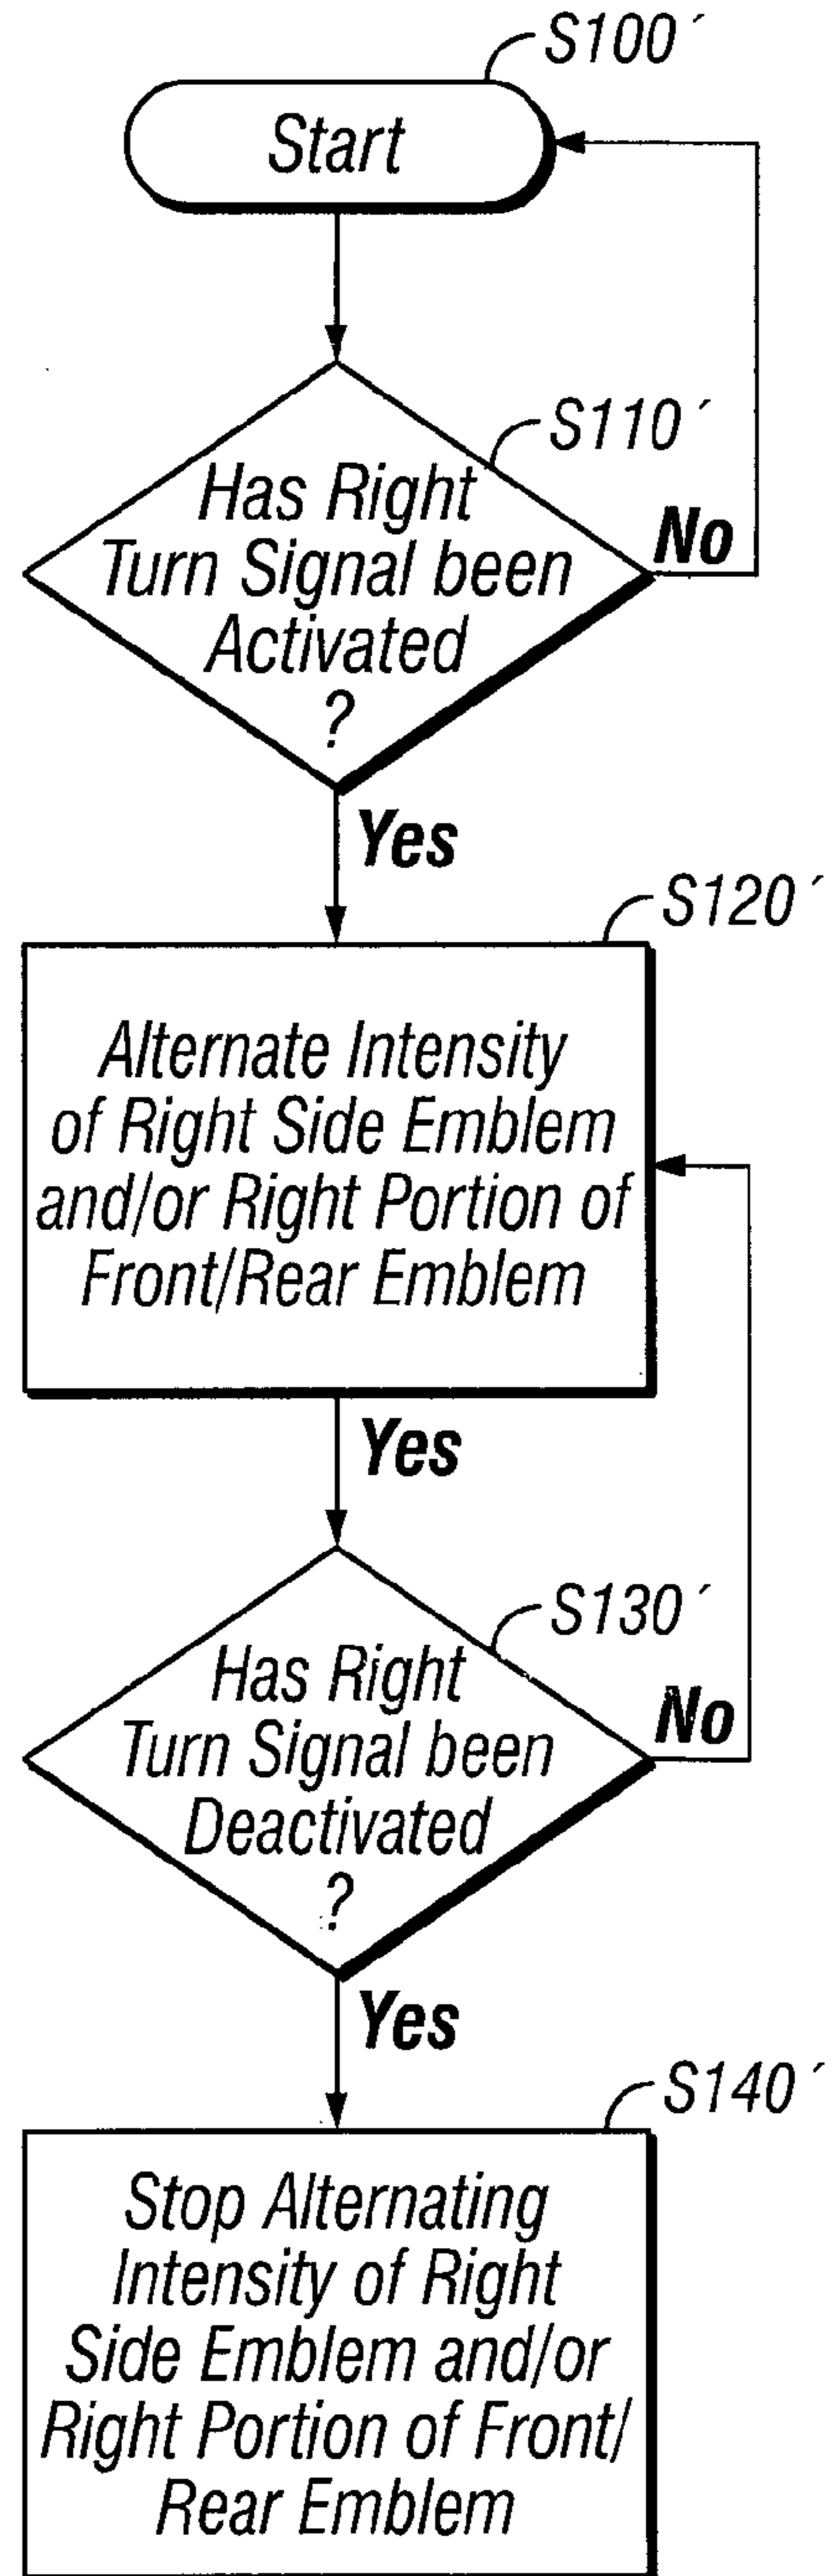 S100´
Start
S110´
Has Right
Turn Signal been
Activated
?
No
Yes
S120´
Alternate Intensity
of Right Side Emblem
and/or Right Portion of
Front/Rear Emblem
Yes
S130´
Has Right
Turn Signal been
Deactivated
?
No
Yes
S140´
Stop Alternating
Intensity of Right
Side Emblem and/or
Right Portion of Front/
Rear Emblem